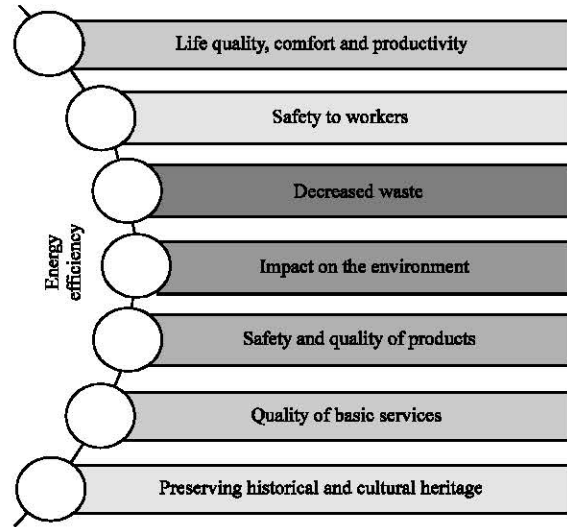 Life quality, comfort and productivity
Safety to workers
Decreased waste
Energy
efficiency
Impact on the environment
Safety and quality of products
Quality of basic services
Preserving historical and cultural heritage